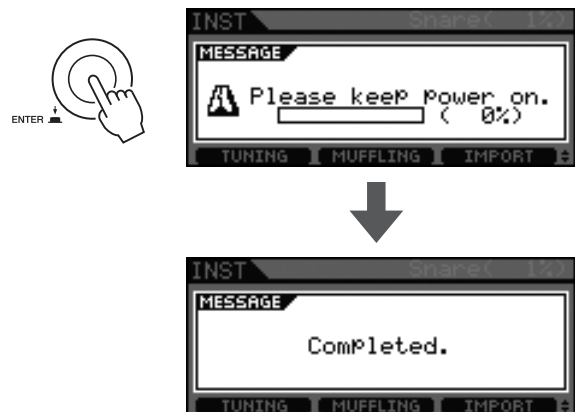 INST Snare( 1%)
MESSAGE
Please keep power on.
( 0%)
TUNING MUFFLING IMPORT
ENTER
INST Snare( 1%)
MESSAGE
Completed.
TUNING MUFFLING IMPORT